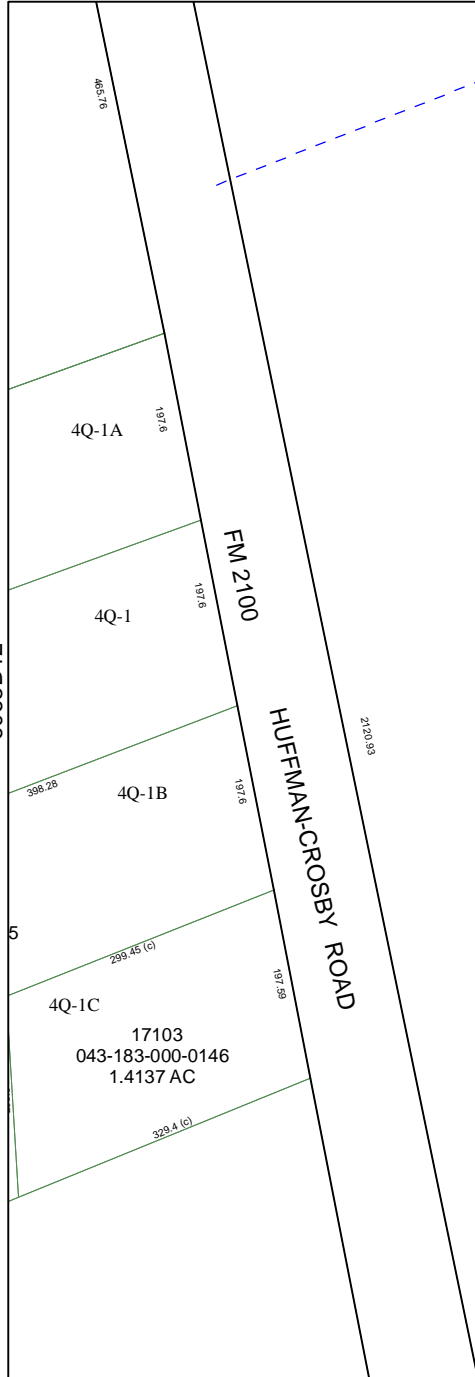 465.76
4Q-1A
197.6
FM 2100
197.6
4Q-1
HUFFMAN-CROSBY ROAD
2120.93
398.28
4Q-1B
197.6
5
299.45 (c)
197.59
4Q-1C
17103
043-183-000-0146
1.4137 AC
329.4 (c)